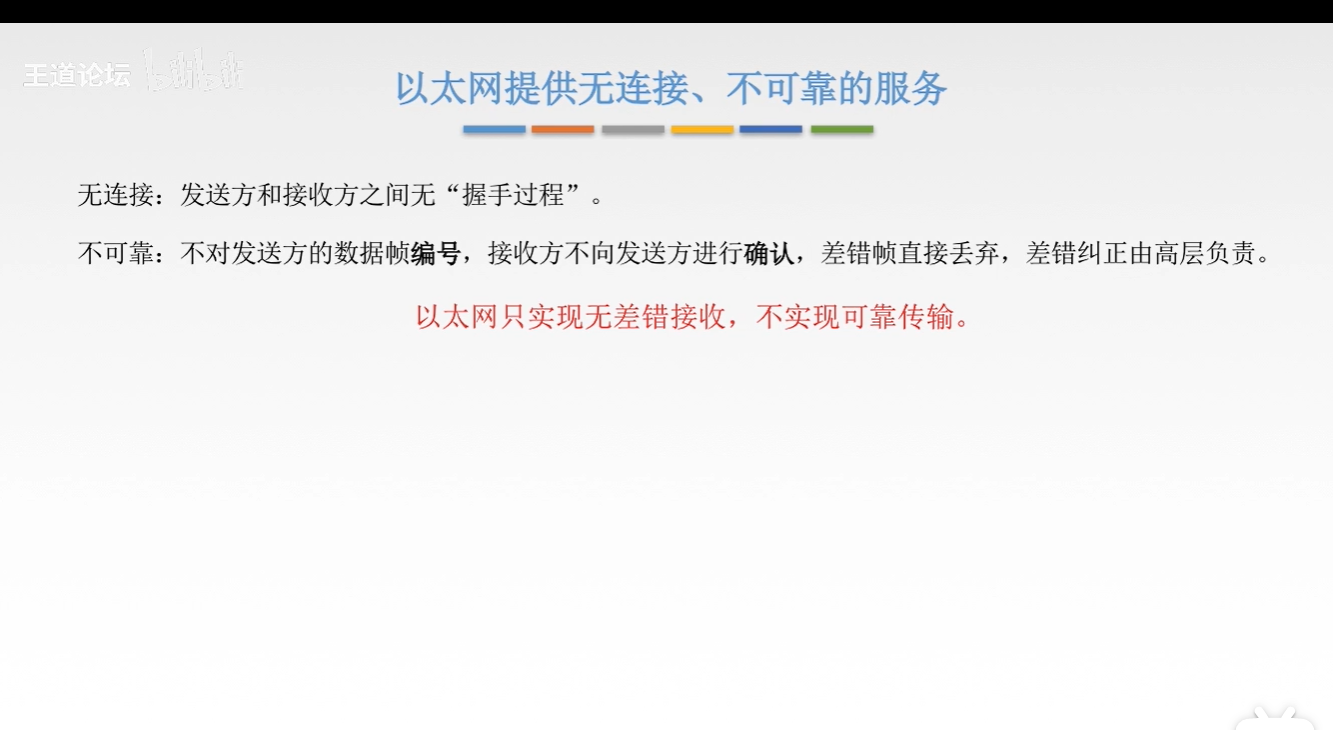 王道论坛 bilibili
以太网提供无连接、不可靠的服务
无连接：发送方和接收方之间无“握手过程”。
不可靠：不对发送方的数据帧编号，接收方不向发送方进行确认，差错帧直接丢弃，差错纠正由高层负责。
以太网只实现无差错接收，不实现可靠传输。